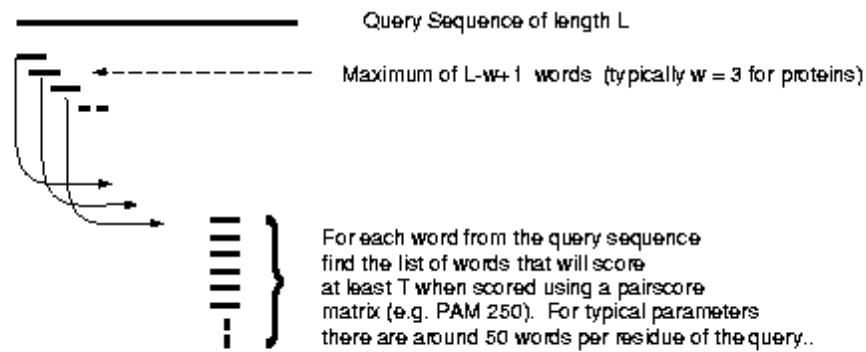 Query Sequence of length L
Maximum of L-w+1 words (typically w = 3 for proteins)
For each word from the query sequence
find the list of words that will score
at least T when scored using a pairscore
matrix (e.g. PAM 250). For typical parameters
there are around 50 words per residue of the query..